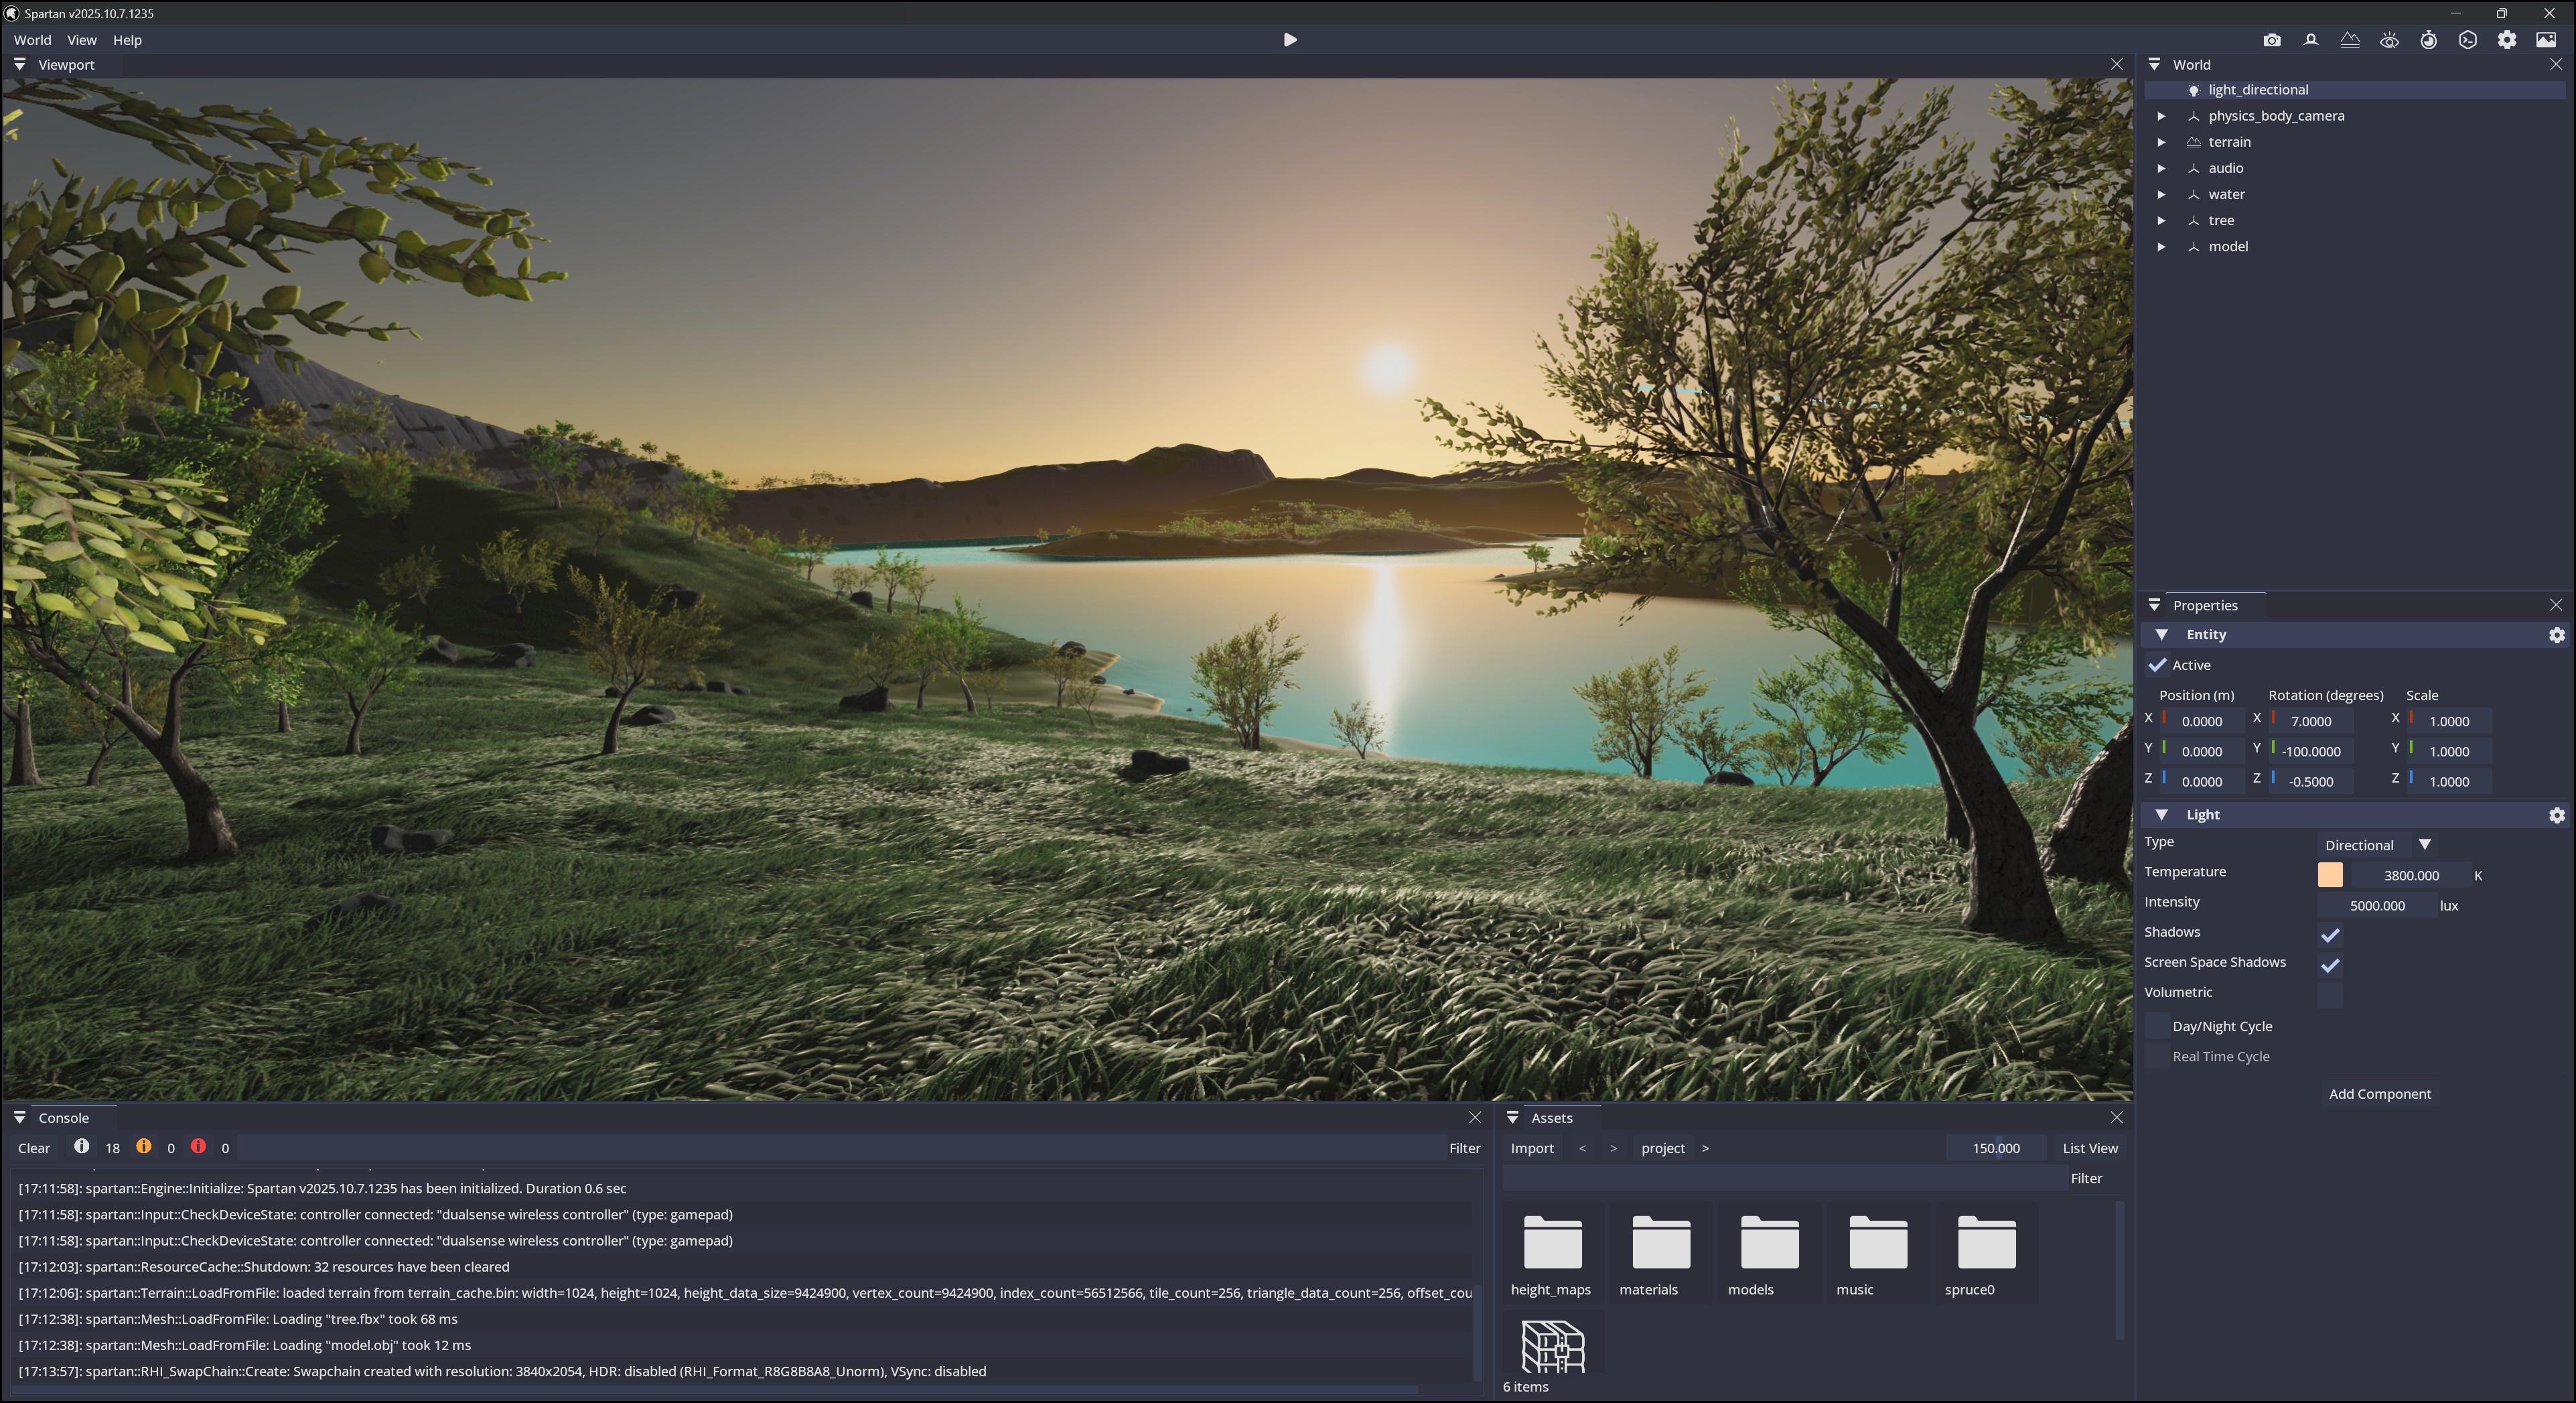 Spartan v2025.10.7.1235
World View Help
Viewport
World
light_directional
physics_body_camera
terrain
audio
water
tree
model
Properties
Entity
Active
Position (m) Rotation (degrees) Scale
X 0.0000 X 7.0000 X 1.0000
Y 0.0000 Y -100.0000 Y 1.0000
Z 0.0000 Z -0.5000 Z 1.0000
Light
Type Directional
Temperature 3800.000 K
Intensity 5000.000 lux
Shadows
Screen Space Shadows
Volumetric
Day/Night Cycle
Real Time Cycle
Add Component
Console
Clear 18 0 0 Filter
[17:11:58]: spartan::Engine::Initialize: Spartan v2025.10.7.1235 has been initialized. Duration 0.6 sec
[17:11:58]: spartan::Input::CheckDeviceState: controller connected: "dualsense wireless controller" (type: gamepad)
[17:11:58]: spartan::Input::CheckDeviceState: controller connected: "dualsense wireless controller" (type: gamepad)
[17:12:03]: spartan::ResourceCache::Shutdown: 32 resources have been cleared
[17:12:06]: spartan::Terrain::LoadFromFile: loaded terrain from terrain_cache.bin: width=1024, height=1024, height_data_size=9424900, vertex_count=9424900, index_count=56512566, tile_count=256, triangle_data_count=256, offset_cou
[17:12:38]: spartan::Mesh::LoadFromFile: Loading "tree.fbx" took 68 ms
[17:12:38]: spartan::Mesh::LoadFromFile: Loading "model.obj" took 12 ms
[17:13:57]: spartan::RHI_SwapChain::Create: Swapchain created with resolution: 3840x2054, HDR: disabled (RHI_Format_R8G8B8A8_Unorm), VSync: disabled
Assets
Import < > project > 150.000 List View
Filter
height_maps materials models music spruce0
6 items